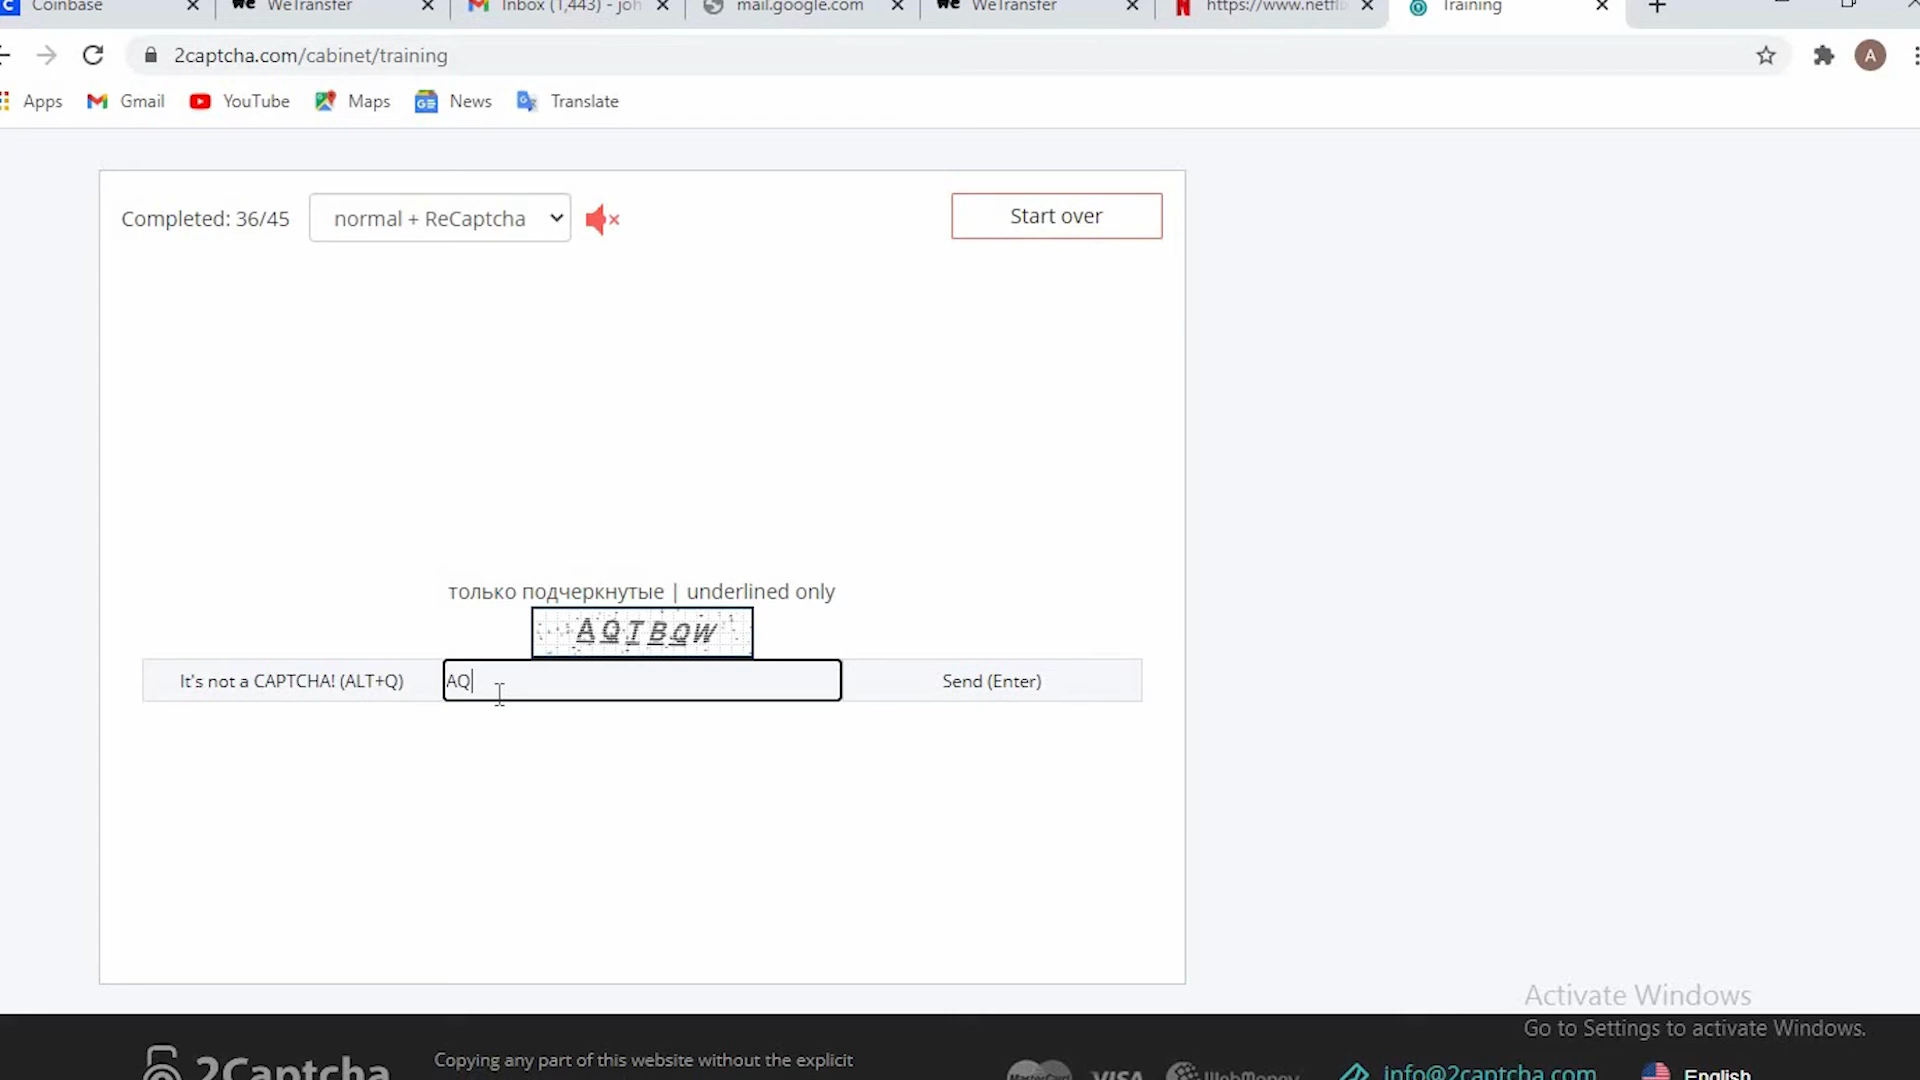 Coinbase
WeTransfer
Inbox (1,443) - joh
mail.google.com
WeTransfer
https://www.netfli
Training
2captcha.com/cabinet/training
A
Apps
Gmail
YouTube
Maps
News
Translate
Completed: 36/45
normal + ReCaptcha
Start over
только подчеркнутые | underlined only
AQTBQW
It's not a CAPTCHA! (ALT+Q)
AQ
Send (Enter)
Activate Windows
Go to Settings to activate Windows.
2Captcha
Copying any part of this website without the explicit
VISA
WebMoney
info@2captcha.com
English